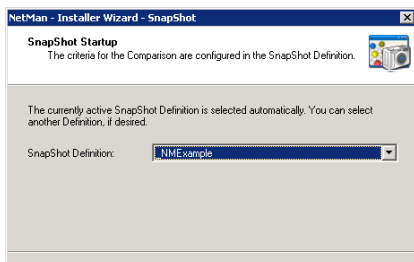 NetMan - Installer Wizard - SnapShot
SnapShot Startup
The criteria for the Comparison are configured in the SnapShot Definition.
The currently active SnapShot Definition is selected automatically. You can select
another Definition, if desired.
SnapShot Definition:
_NMExample